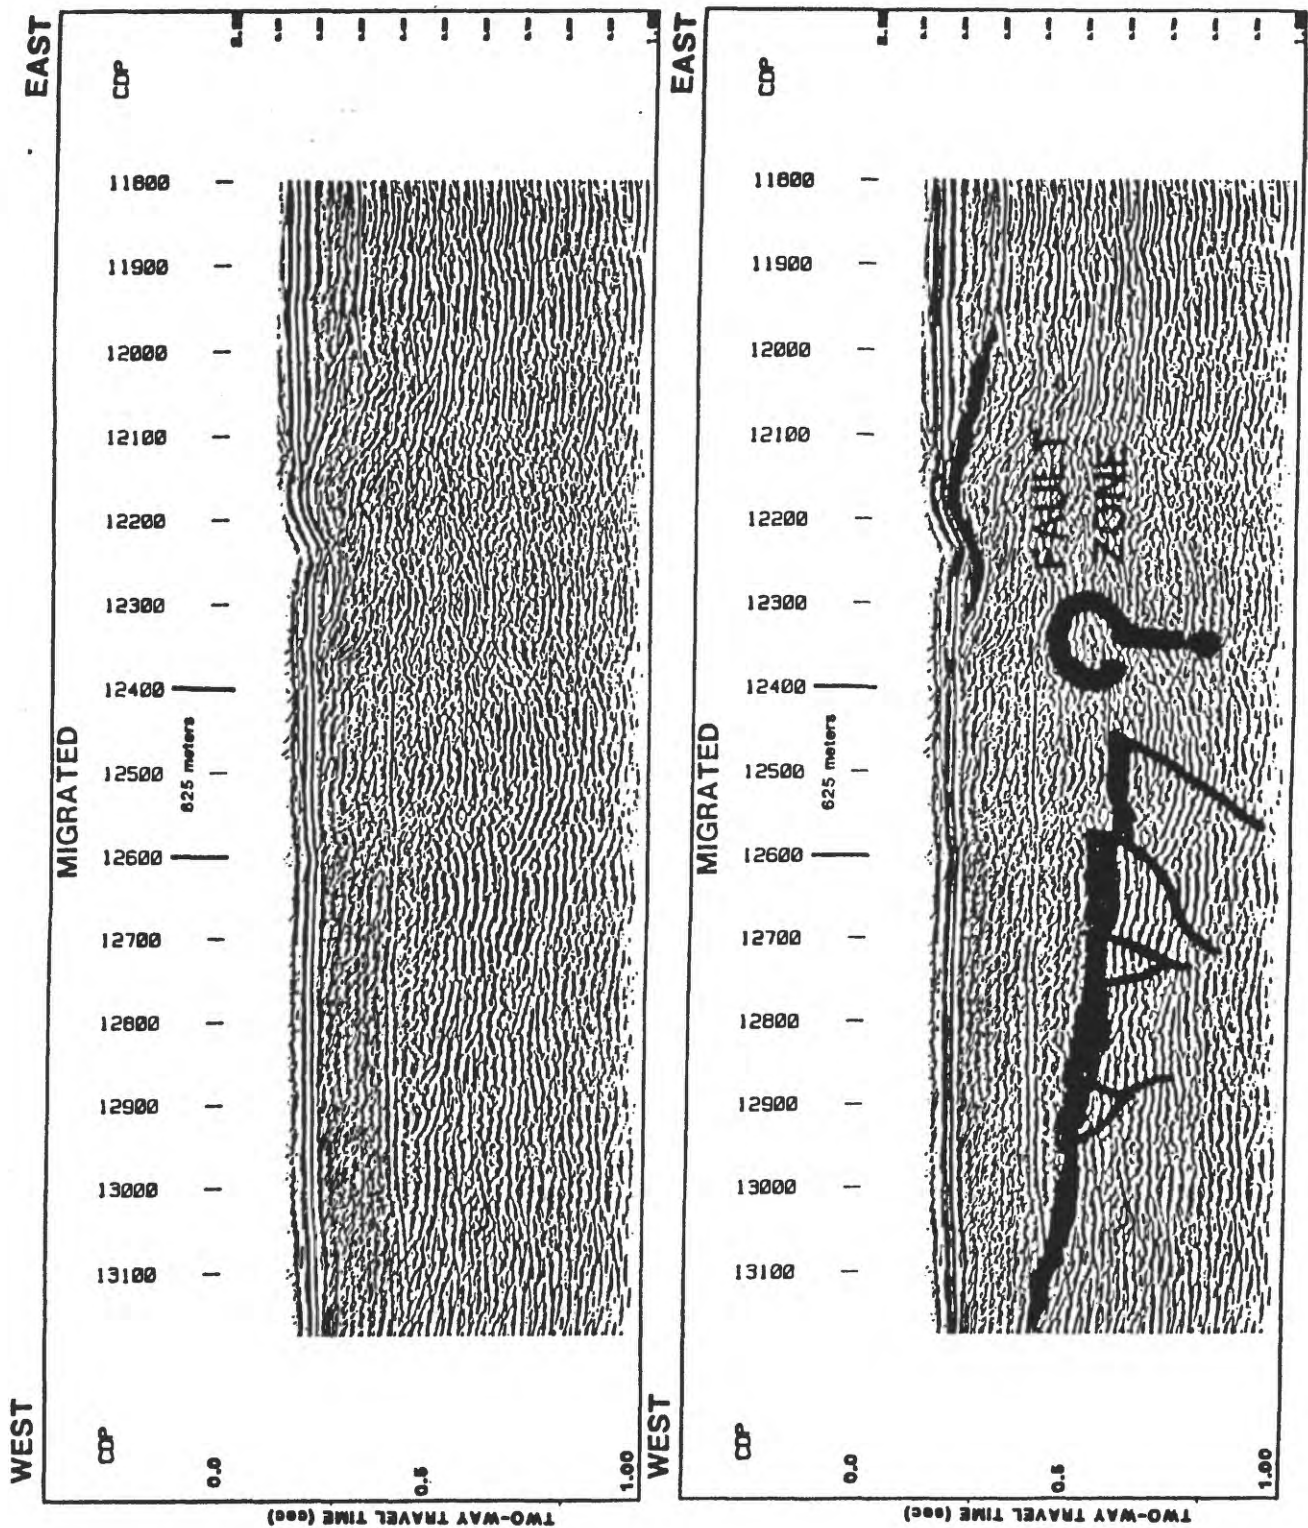 WEST MIGRATED EAST
CDP 13100 13000 12900 12800 12700 12600 12500 12400 12300 12200 12100 12000 11900 11800 CDP
625 meters
0.0
0.5
1.00
TWO-WAY TRAVEL TIME (sec)
WEST MIGRATED EAST
CDP 13100 13000 12900 12800 12700 12600 12500 12400 12300 12200 12100 12000 11900 11800 CDP
625 meters
0.0
FAULT
ZONE
?
0.5
1.00
TWO-WAY TRAVEL TIME (sec)